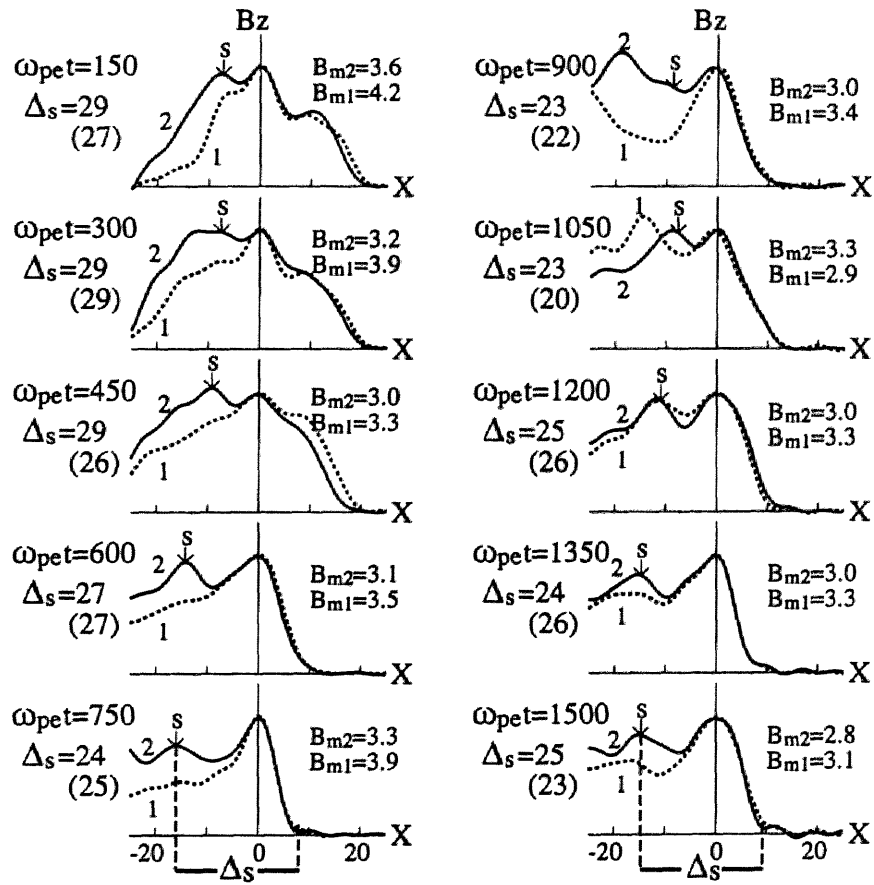 Bz
ωpet=150
Δs=29
(27)
s
2
1
Bm2=3.6
Bm1=4.2
X
ωpet=300
Δs=29
(29)
s
2
1
Bm2=3.2
Bm1=3.9
X
ωpet=450
Δs=29
(26)
s
2
1
Bm2=3.0
Bm1=3.3
X
ωpet=600
Δs=27
(27)
s
2
1
Bm2=3.1
Bm1=3.5
X
ωpet=750
Δs=24
(25)
s
2
1
Bm2=3.3
Bm1=3.9
X
-20 0 20
Δs
Bz
ωpet=900
Δs=23
(22)
2
s
1
Bm2=3.0
Bm1=3.4
X
ωpet=1050
Δs=23
(20)
1
s
2
Bm2=3.3
Bm1=2.9
X
ωpet=1200
Δs=25
(26)
s
2
1
Bm2=3.0
Bm1=3.3
X
ωpet=1350
Δs=24
(26)
s
2
1
Bm2=3.0
Bm1=3.3
X
ωpet=1500
Δs=25
(23)
s
2
1
Bm2=2.8
Bm1=3.1
X
-20 0 20
Δs